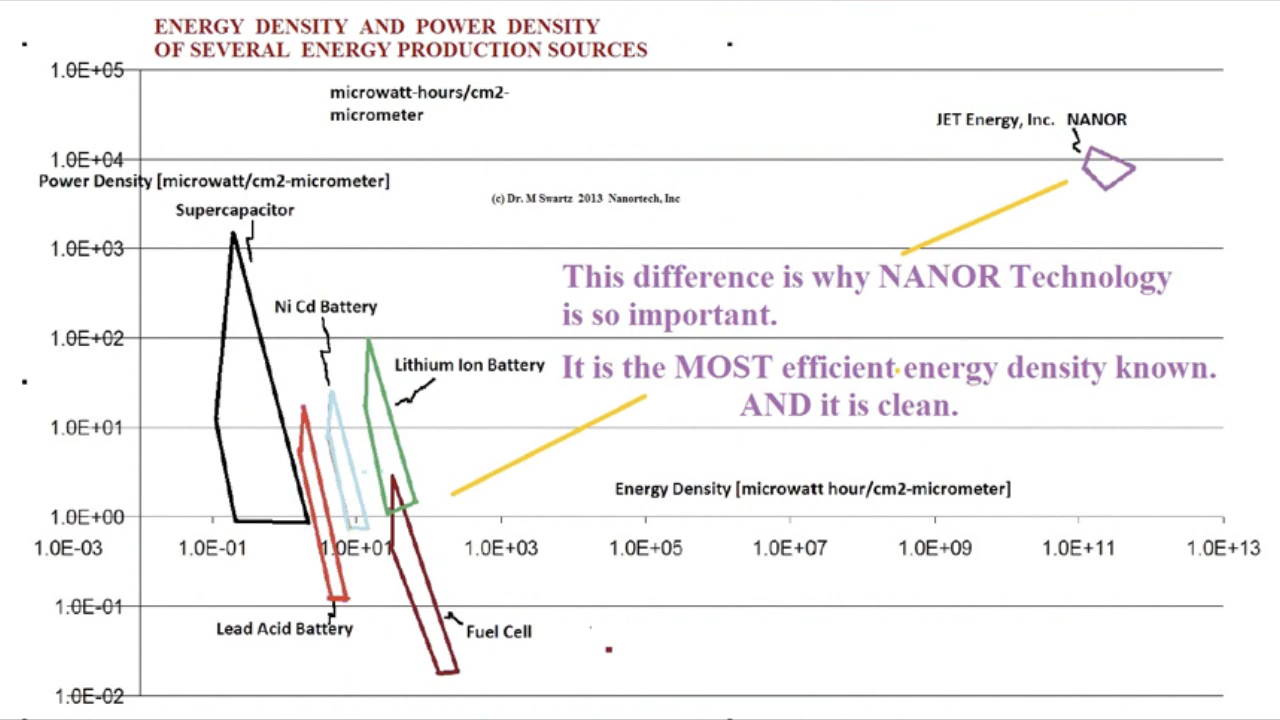 ENERGY DENSITY AND POWER DENSITY
OF SEVERAL ENERGY PRODUCTION SOURCES
1.0E+05
microwatt-hours/cm2-
micrometer
JET Energy, Inc. NANOR
1.0E+04
Power Density [microwatt/cm2-micrometer]
(c) Dr. M Swartz 2013 Nanortech, Inc
Supercapacitor
1.0E+03
This difference is why NANOR Technology
is so important.
Ni Cd Battery
1.0E+02
Lithium Ion Battery
It is the MOST efficient energy density known.
AND it is clean.
1.0E+01
Energy Density [microwatt hour/cm2-micrometer]
1.0E+00
1.0E-03 1.0E-01 1.0E+01 1.0E+03 1.0E+05 1.0E+07 1.0E+09 1.0E+11 1.0E+13
1.0E-01
Lead Acid Battery
Fuel Cell
1.0E-02